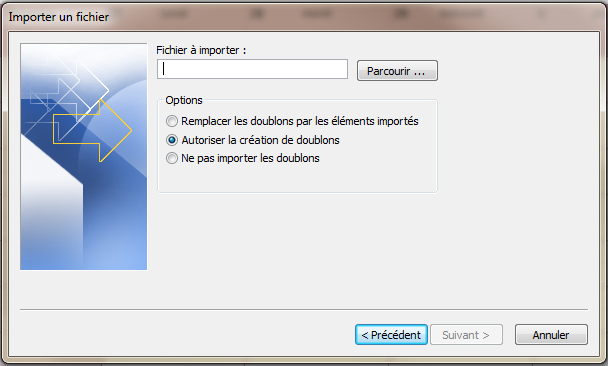 Importer un fichier
Fichier à importer :
Parcourir ...
Options
Remplacer les doublons par les éléments importés
Autoriser la création de doublons
Ne pas importer les doublons
< Précédent
Suivant >
Annuler